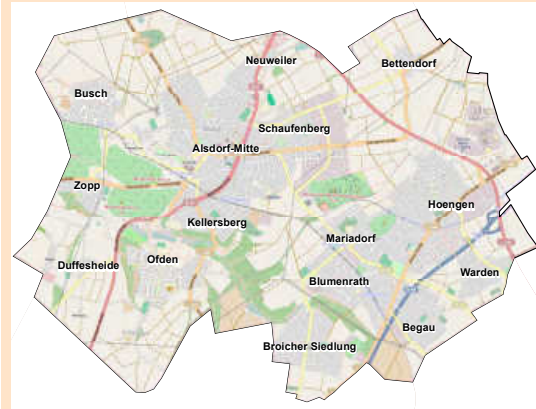 Neuweiler
Bettendorf
Busch
Schaufenberg
Alsdorf-Mitte
Zopp
Hoengen
Kellersberg
Mariadorf
Duffesheide
Ofden
Warden
Blumenrath
Begau
Broicher Siedlung